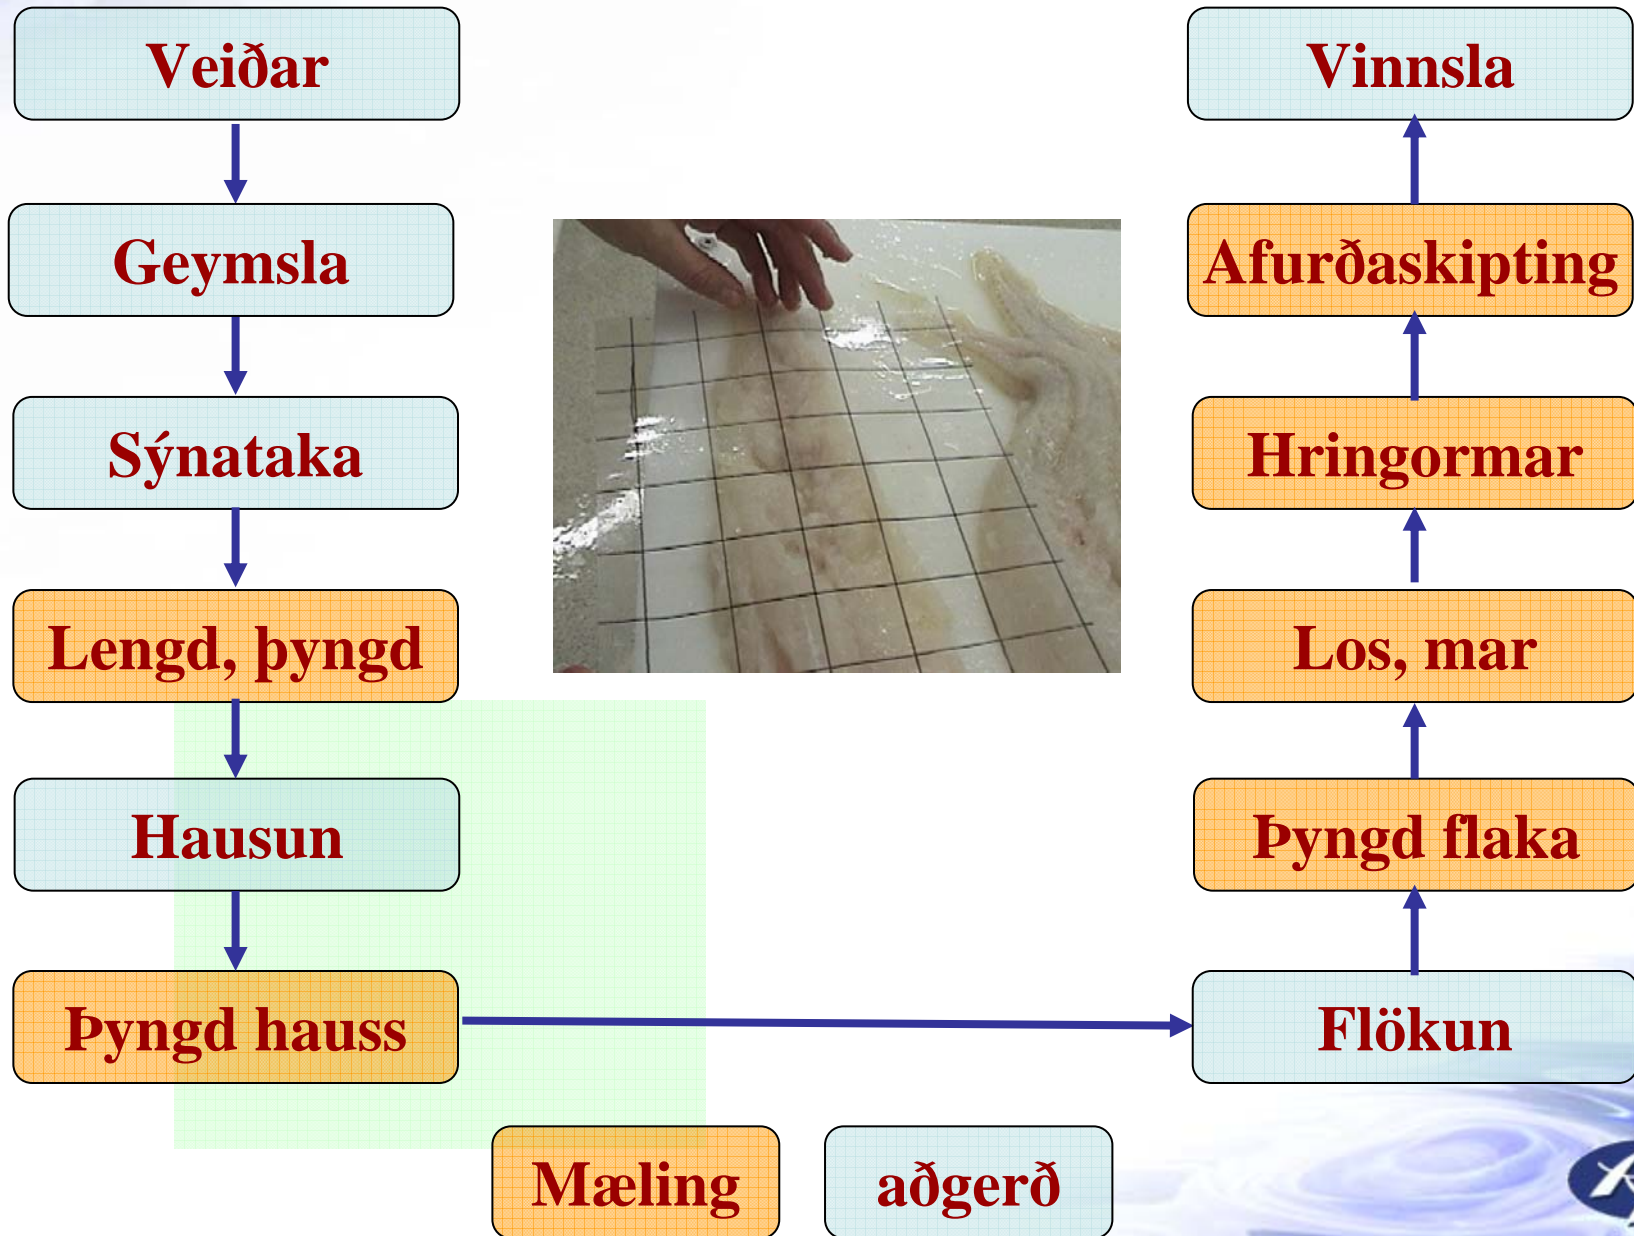 Veiðar
Geymsla
Sýnataka
Lengd, þyngd
Hausun
Þyngd hauss
Flökun
Þyngd flaka
Los, mar
Hringormar
Afurðaskipting
Vinnsla
Mæling
aðgerð